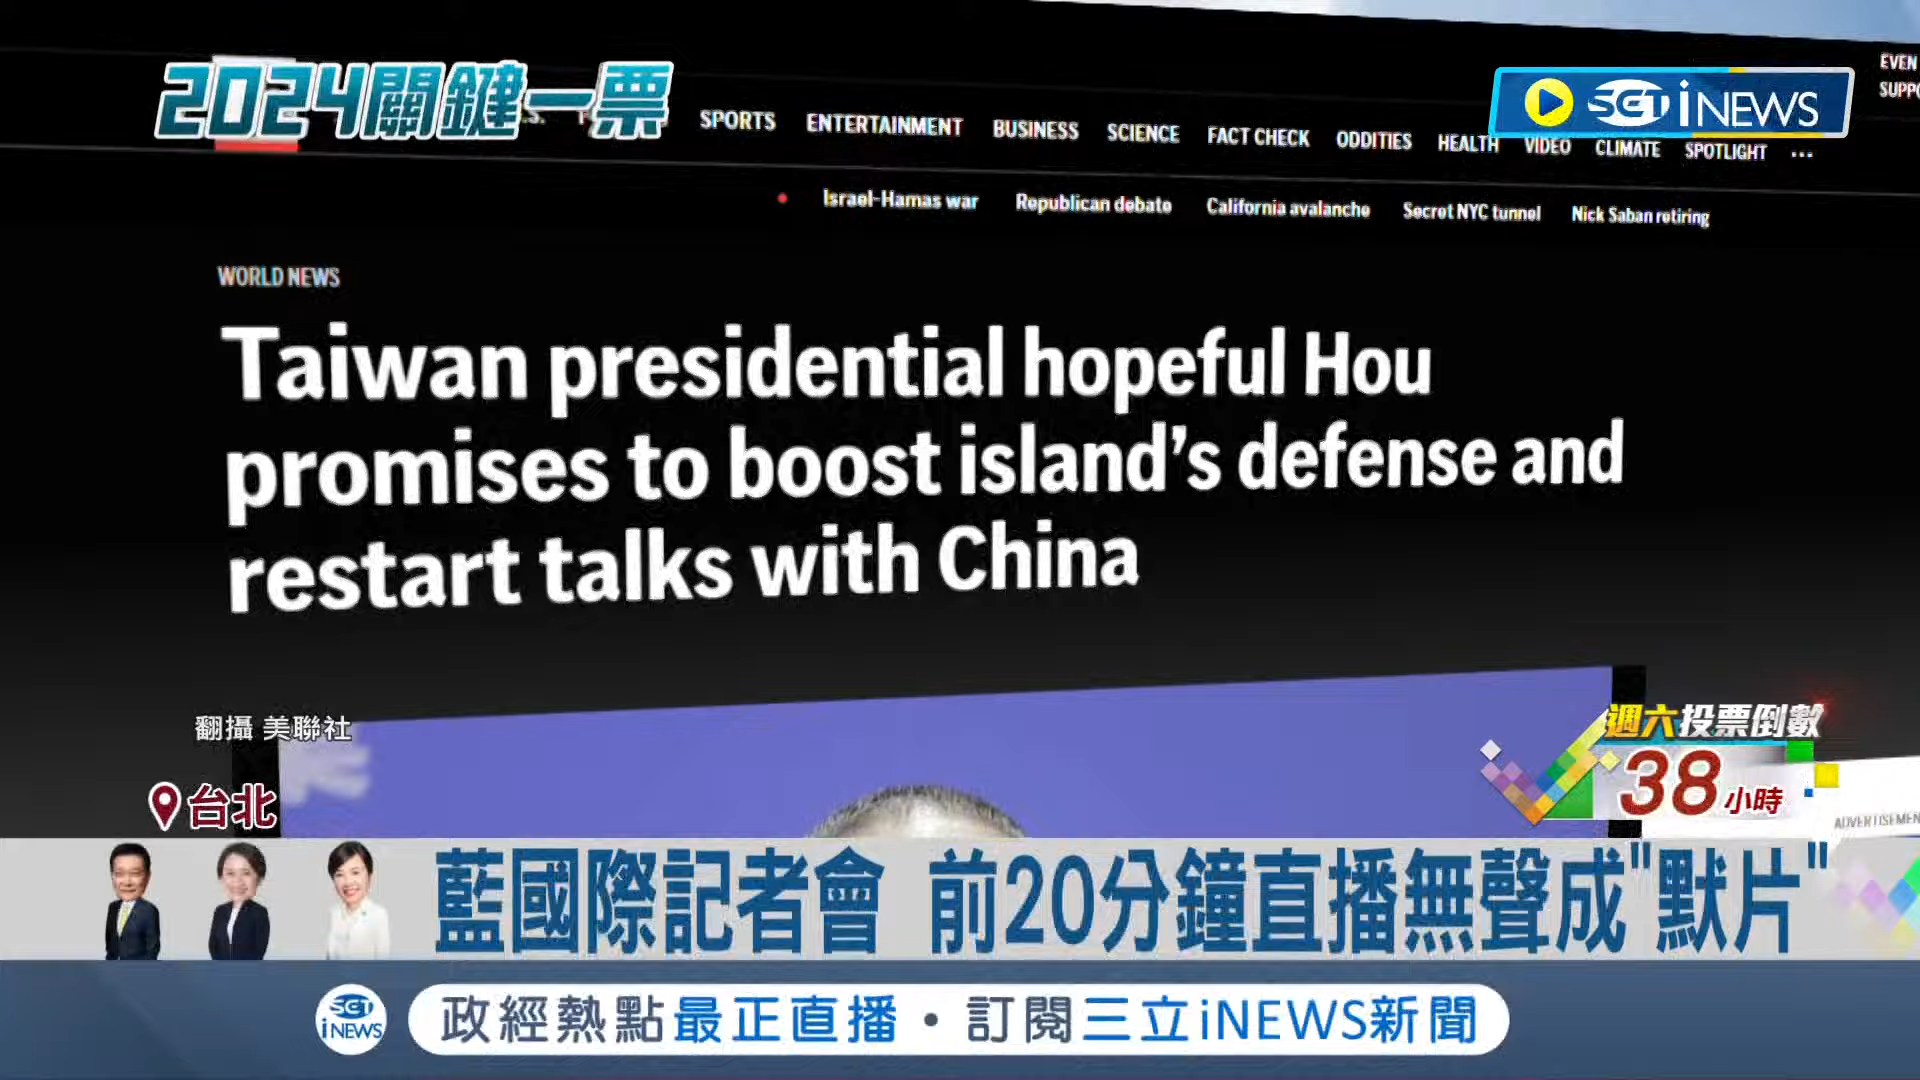 2024關鍵一票
SPORTS ENTERTAINMENT BUSINESS SCIENCE FACT CHECK ODDITIES HEALTH VIDEO CLIMATE SPOTLIGHT ...
EVEN
SUPPO
SET iNEWS
Israel-Hamas war Republican debate California avalanche Secret NYC tunnel Nick Saban retiring
WORLD NEWS
Taiwan presidential hopeful Hou
promises to boost island's defense and
restart talks with China
翻攝 美聯社
週六投票倒數
38小時
台北
ADVERTISEMEN
藍國際記者會 前20分鐘直播無聲成"默片"
SET iNEWS
政經熱點最正直播·訂閱三立iNEWS新聞